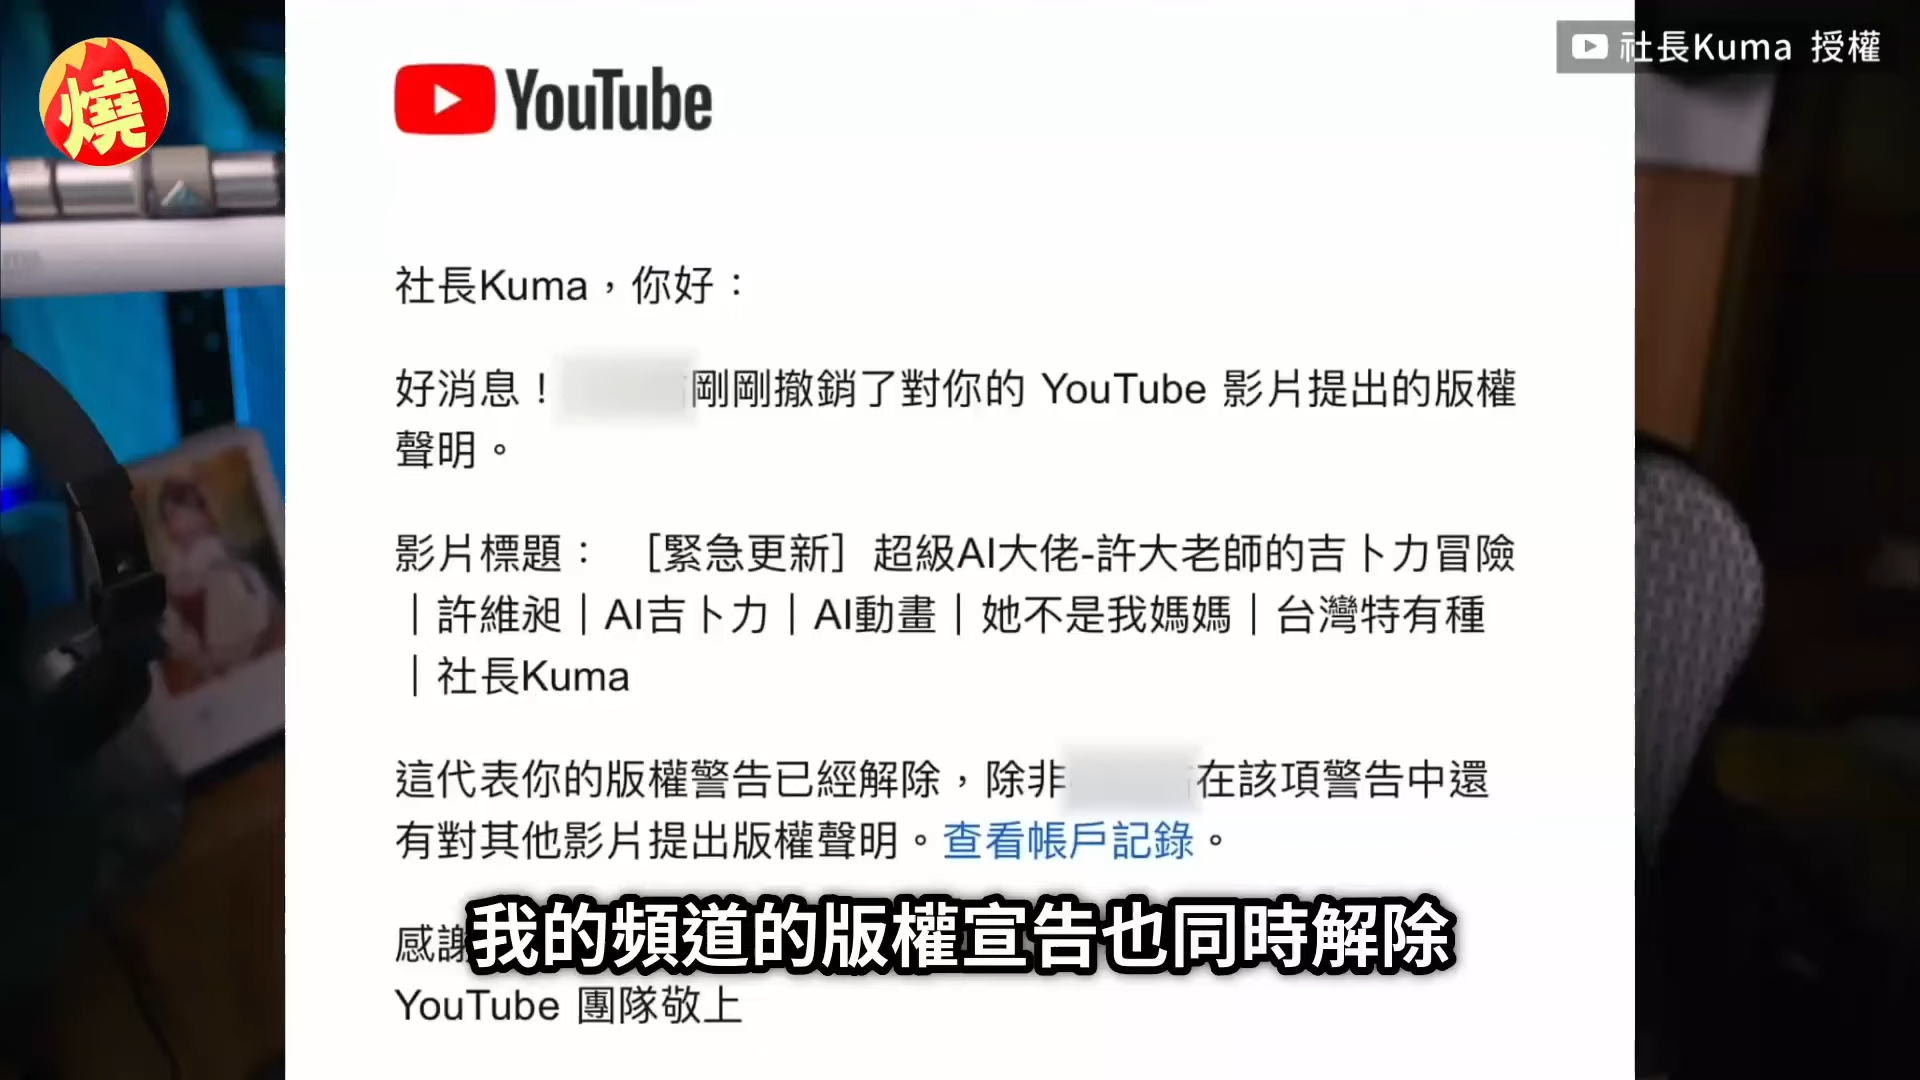 燒
社長Kuma 授權
YouTube
社長Kuma，你好：
好消息！剛剛撤銷了對你的 YouTube 影片提出的版權
聲明。
影片標題：［緊急更新］超級AI大佬-許大老師的吉卜力冒險
｜許維昶｜AI吉卜力｜AI動畫｜她不是我媽媽｜台灣特有種
｜社長Kuma
這代表你的版權警告已經解除，除非在該項警告中還
有對其他影片提出版權聲明。查看帳戶記錄。
感謝
我的頻道的版權宣告也同時解除
YouTube 團隊敬上